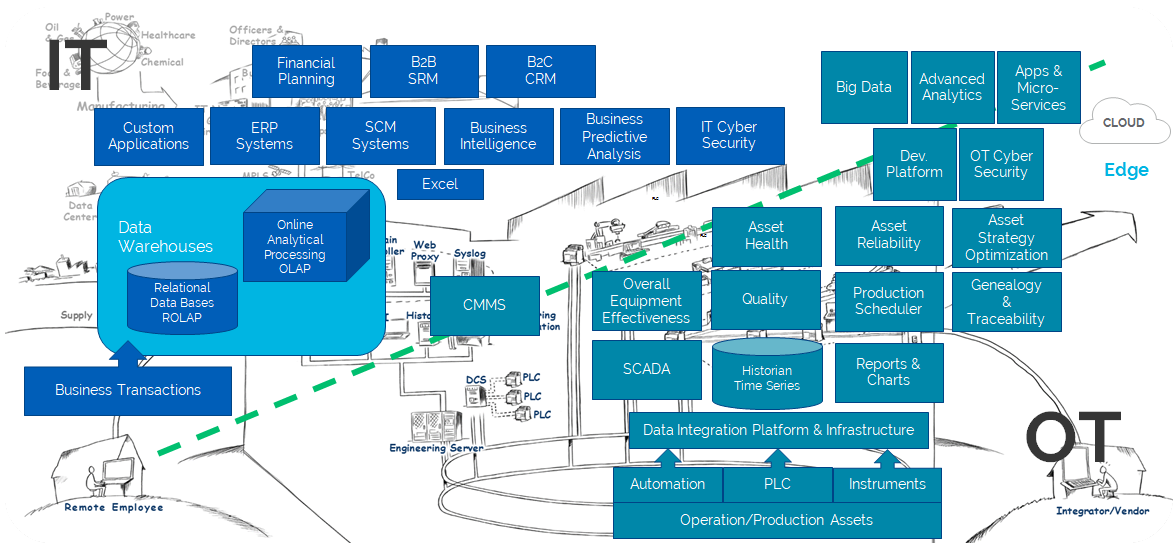 IT
Power
Oil &
Gas
Healthcare
Chemical
Food &
Beverage
Manufacturing
Officers &
Directors
Financial
Planning
B2B
SRM
B2C
CRM
Custom
Applications
ERP
Systems
SCM
Systems
Business
Intelligence
Business
Predictive
Analysis
IT Cyber
Security
Excel
MPLS
TelCo
Data
Center
Data
Warehouses
Online
Analytical
Processing
OLAP
Relational
Data Bases
ROLAP
Supply
Business Transactions
Web
Proxy
Syslog
CMMS
DCS
PLC
PLC
PLC
Engineering Server
Remote Employee
Big Data
Advanced
Analytics
Apps &
Micro-
Services
CLOUD
Edge
Dev.
Platform
OT Cyber
Security
Asset
Health
Asset
Reliability
Asset
Strategy
Optimization
Overall
Equipment
Effectiveness
Quality
Production
Scheduler
Genealogy
&
Traceability
SCADA
Historian
Time Series
Reports &
Charts
Data Integration Platform & Infrastructure
Automation
PLC
Instruments
Operation/Production Assets
OT
Integrator/Vendor